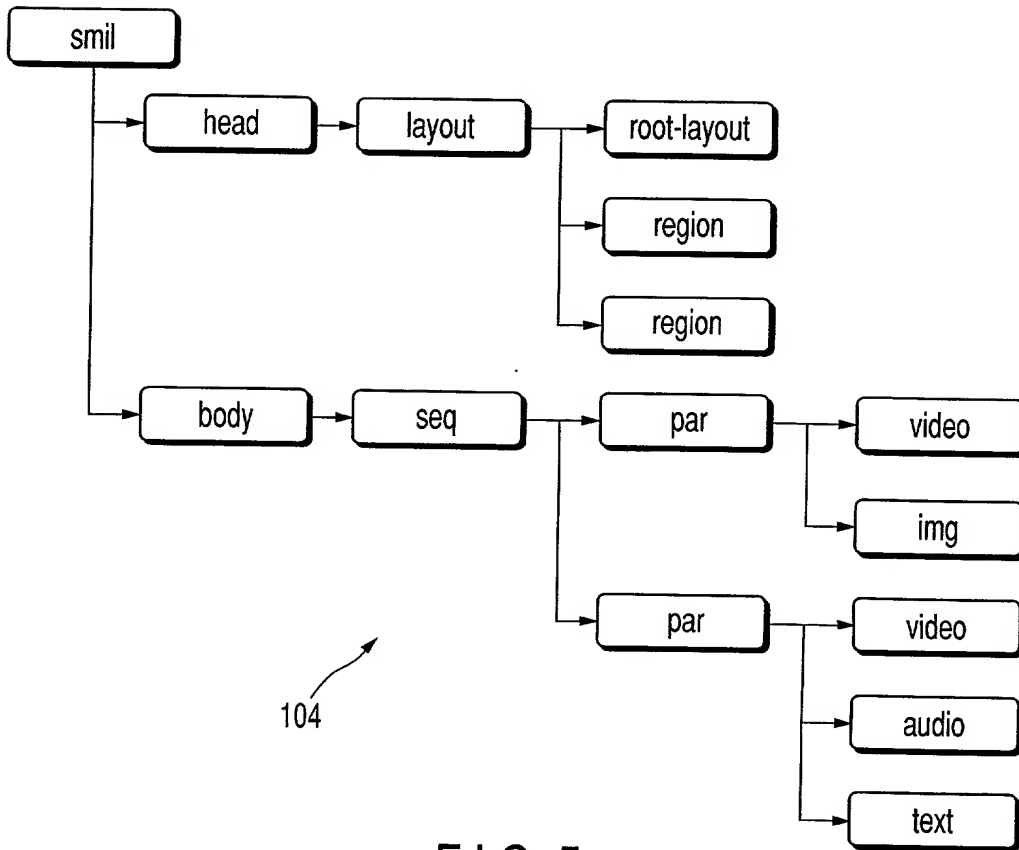 smil
head
layout
root-layout
region
region
body
seq
par
video
img
par
video
audio
text
104